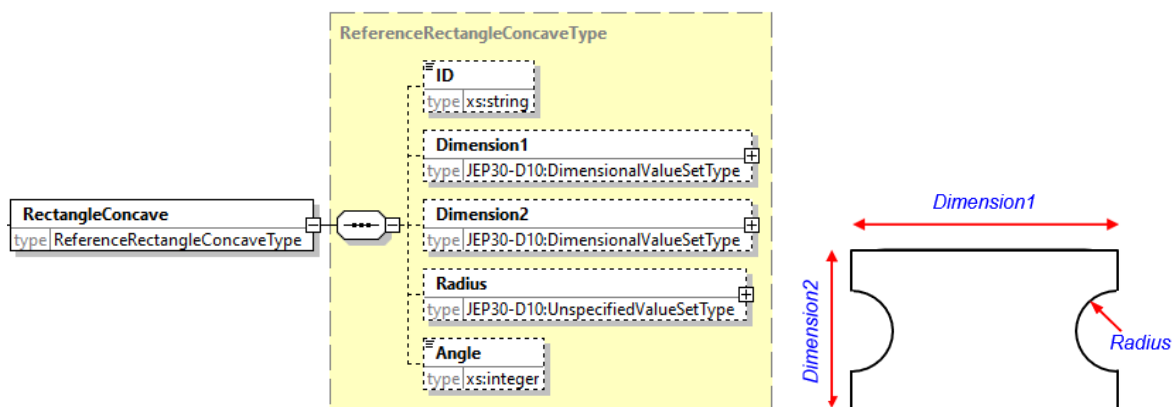 ReferenceRectangleConcaveType
ID
type xs:string
Dimension1
type JEP30-D10:DimensionalValueSetType
RectangleConcave
type ReferenceRectangleConcaveType
Dimension2
type JEP30-D10:DimensionalValueSetType
Radius
type JEP30-D10:UnspecifiedValueSetType
Angle
type xs:integer
Dimension1
Dimension2
Radius